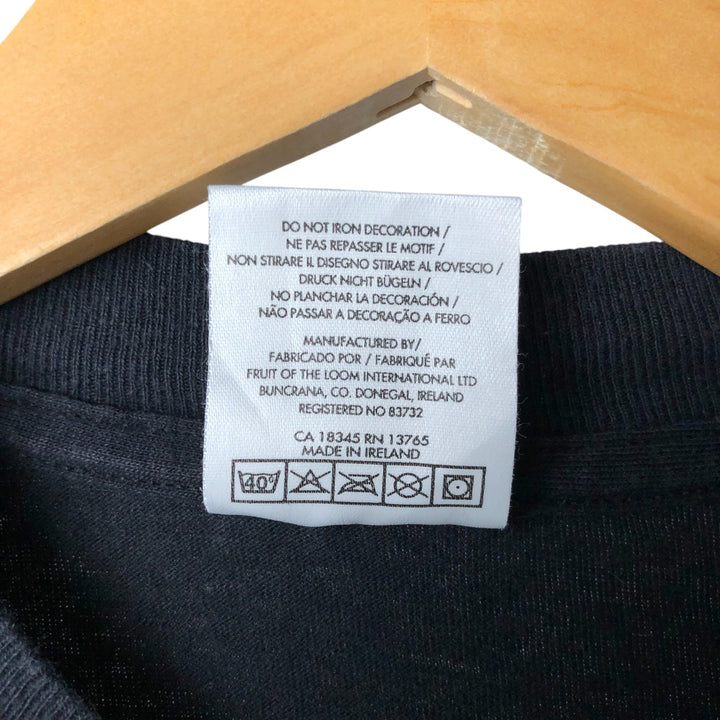 DO NOT IRON DECORATION /
NE PAS REPASSER LE MOTIF /
NON STIRARE IL DISEGNO STIRARE AL ROVESCIO /
DRUCK NICHT BÜGELN /
NO PLANCHAR LA DECORACIÓN /
NÃO PASSAR A DECORAÇÃO A FERRO
MANUFACTURED BY/
FABRICADO POR / FABRIQUÉ PAR
FRUIT OF THE LOOM INTERNATIONAL LTD
BUNCRANA, CO. DONEGAL, IRELAND
REGISTERED NO 83732
CA 18345 RN 13765
MADE IN IRELAND
40°